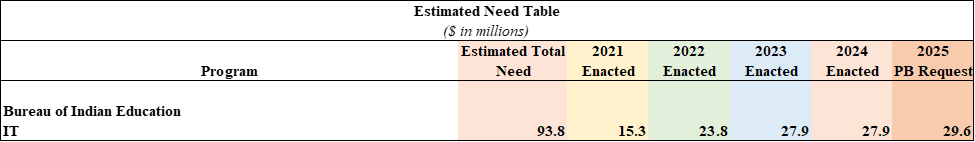 Estimated Need Table
($ in millions)
Estimated Total 2021 2022 2023 2024 2025
Program Need Enacted Enacted Enacted Enacted PB Request
Bureau of Indian Education
IT 93.8 15.3 23.8 27.9 27.9 29.6